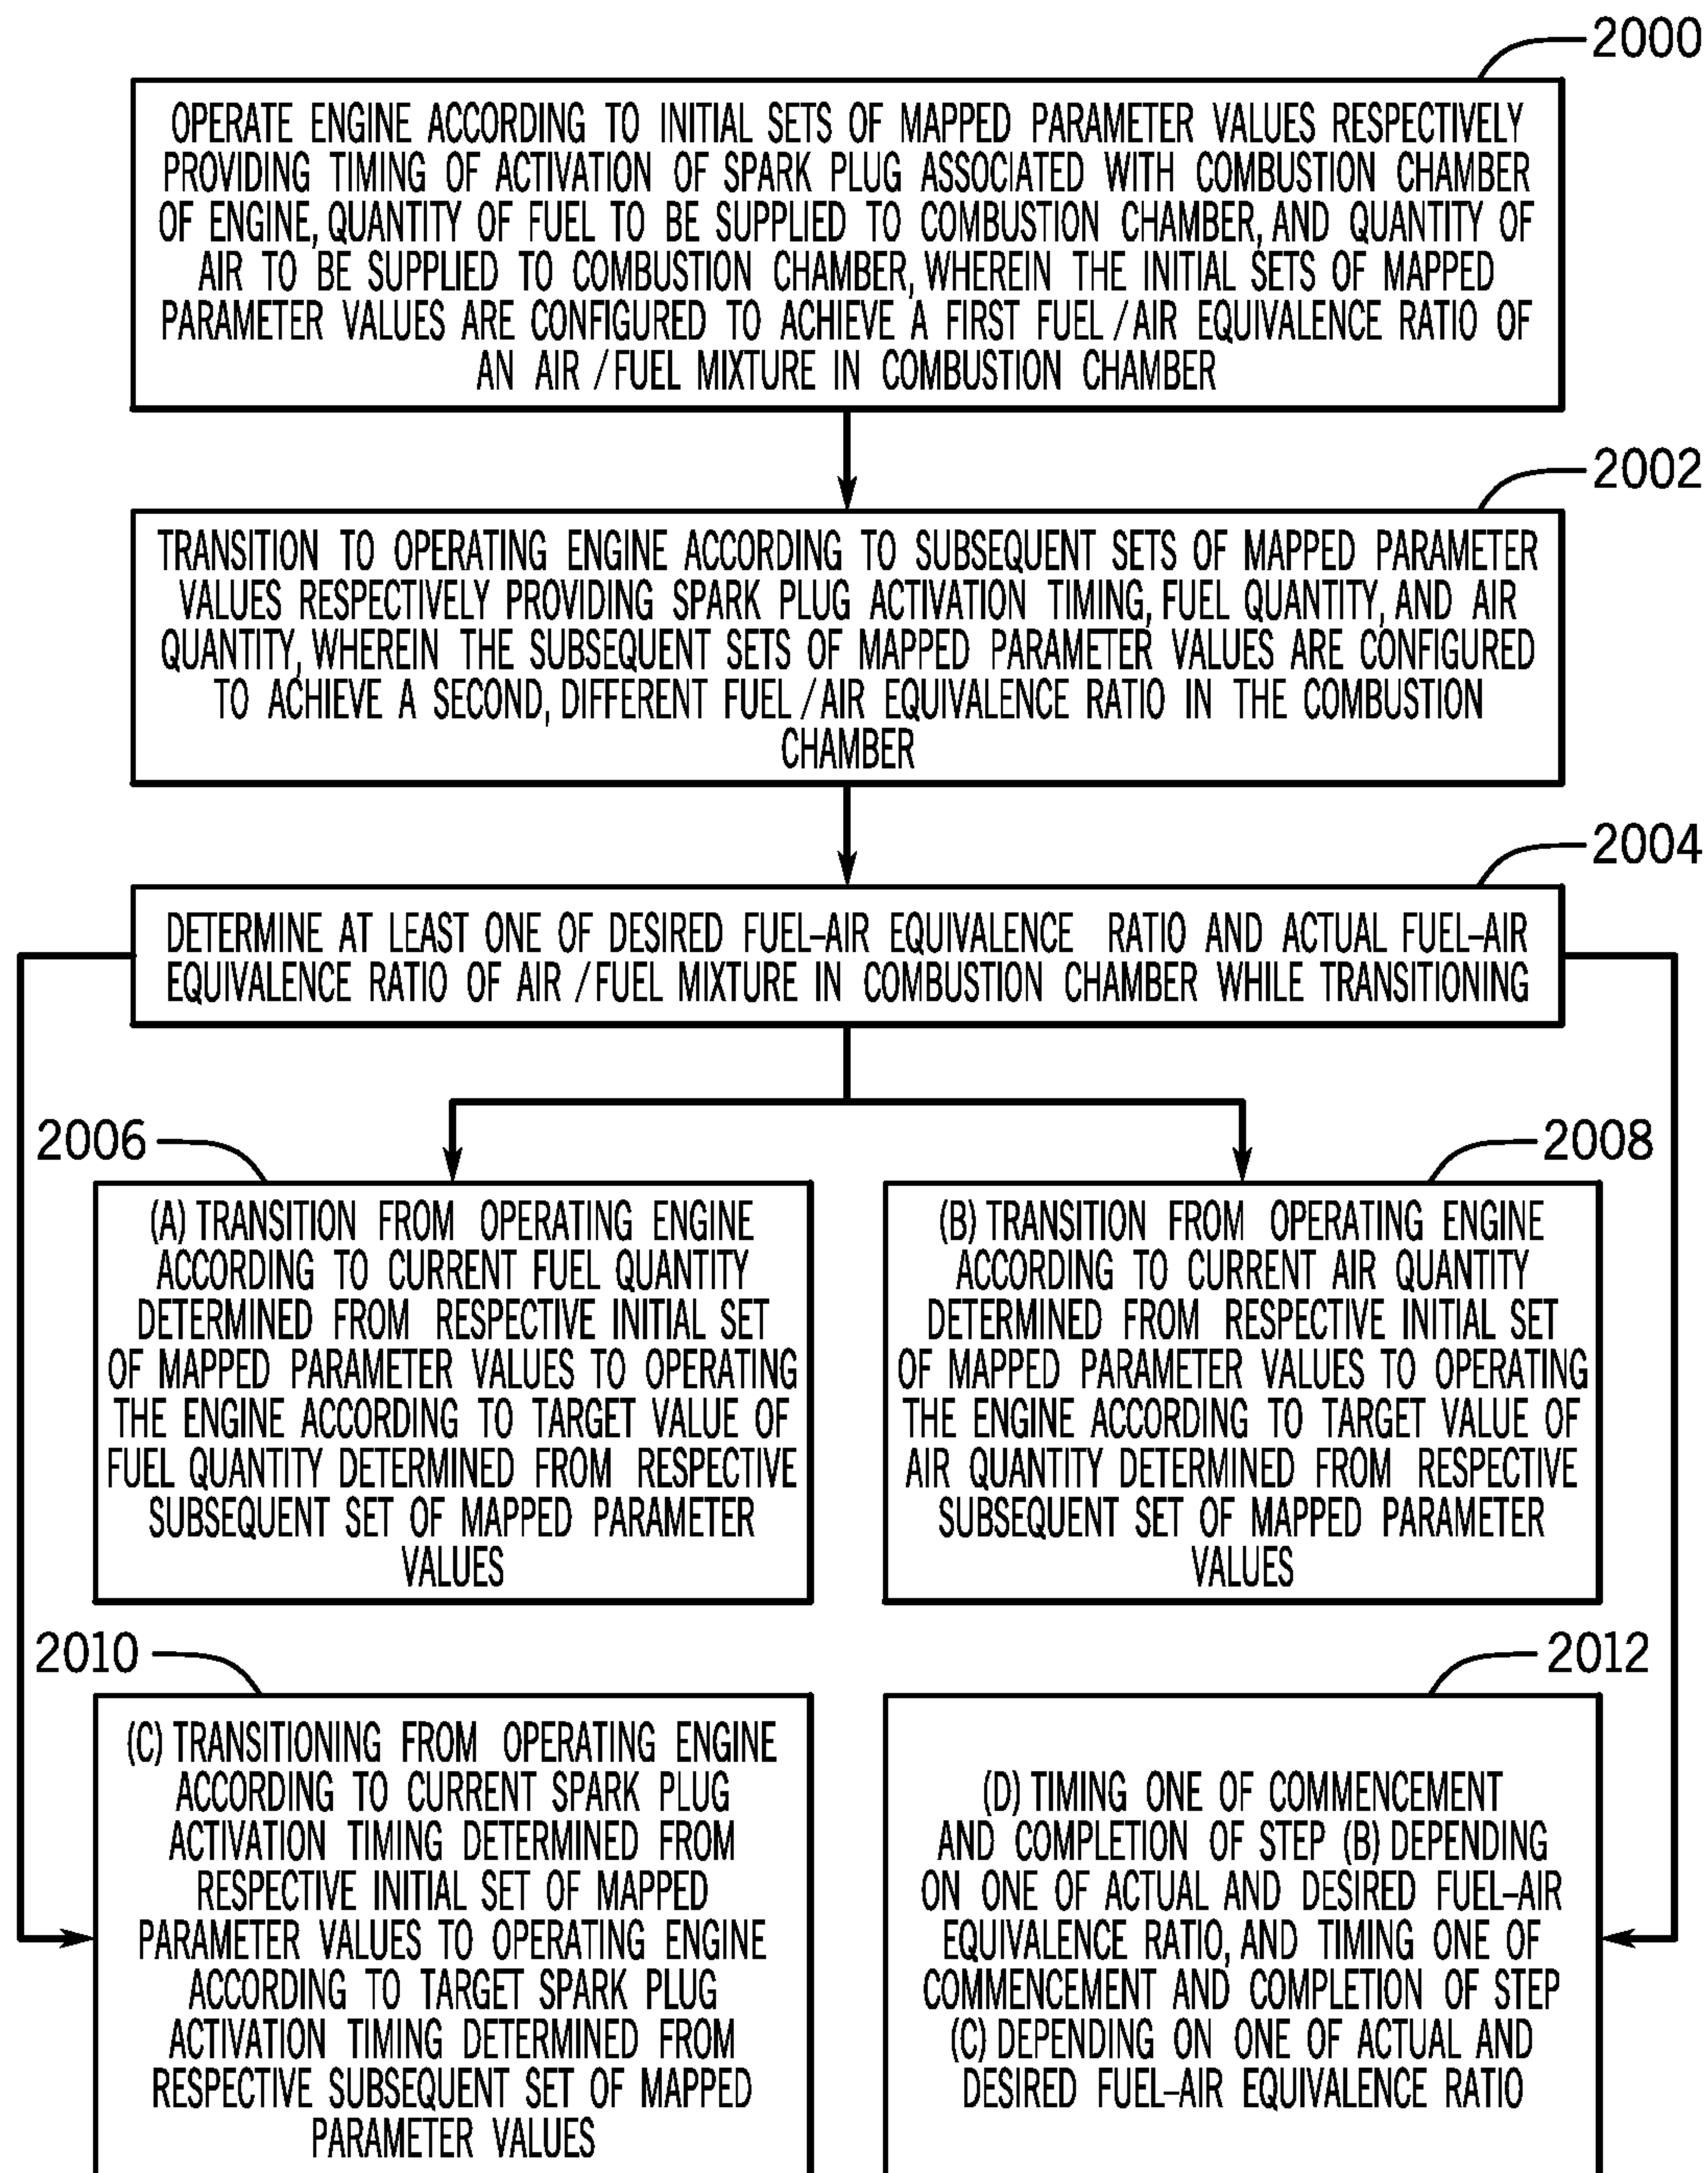 2000
OPERATE ENGINE ACCORDING TO INITIAL SETS OF MAPPED PARAMETER VALUES RESPECTIVELY
PROVIDING TIMING OF ACTIVATION OF SPARK PLUG ASSOCIATED WITH COMBUSTION CHAMBER
OF ENGINE, QUANTITY OF FUEL TO BE SUPPLIED TO COMBUSTION CHAMBER, AND QUANTITY OF
AIR TO BE SUPPLIED TO COMBUSTION CHAMBER, WHEREIN THE INITIAL SETS OF MAPPED
PARAMETER VALUES ARE CONFIGURED TO ACHIEVE A FIRST FUEL/AIR EQUIVALENCE RATIO OF
AN AIR/FUEL MIXTURE IN COMBUSTION CHAMBER
2002
TRANSITION TO OPERATING ENGINE ACCORDING TO SUBSEQUENT SETS OF MAPPED PARAMETER
VALUES RESPECTIVELY PROVIDING SPARK PLUG ACTIVATION TIMING, FUEL QUANTITY, AND AIR
QUANTITY, WHEREIN THE SUBSEQUENT SETS OF MAPPED PARAMETER VALUES ARE CONFIGURED
TO ACHIEVE A SECOND, DIFFERENT FUEL/AIR EQUIVALENCE RATIO IN THE COMBUSTION
CHAMBER
2004
DETERMINE AT LEAST ONE OF DESIRED FUEL-AIR EQUIVALENCE RATIO AND ACTUAL FUEL-AIR
EQUIVALENCE RATIO OF AIR/FUEL MIXTURE IN COMBUSTION CHAMBER WHILE TRANSITIONING
2006
(A) TRANSITION FROM OPERATING ENGINE
ACCORDING TO CURRENT FUEL QUANTITY
DETERMINED FROM RESPECTIVE INITIAL SET
OF MAPPED PARAMETER VALUES TO OPERATING
THE ENGINE ACCORDING TO TARGET VALUE OF
FUEL QUANTITY DETERMINED FROM RESPECTIVE
SUBSEQUENT SET OF MAPPED PARAMETER
VALUES
2008
(B) TRANSITION FROM OPERATING ENGINE
ACCORDING TO CURRENT AIR QUANTITY
DETERMINED FROM RESPECTIVE INITIAL SET
OF MAPPED PARAMETER VALUES TO OPERATING
THE ENGINE ACCORDING TO TARGET VALUE OF
AIR QUANTITY DETERMINED FROM RESPECTIVE
SUBSEQUENT SET OF MAPPED PARAMETER
VALUES
2010
(C) TRANSITIONING FROM OPERATING ENGINE
ACCORDING TO CURRENT SPARK PLUG
ACTIVATION TIMING DETERMINED FROM
RESPECTIVE INITIAL SET OF MAPPED
PARAMETER VALUES TO OPERATING ENGINE
ACCORDING TO TARGET SPARK PLUG
ACTIVATION TIMING DETERMINED FROM
RESPECTIVE SUBSEQUENT SET OF MAPPED
PARAMETER VALUES
2012
(D) TIMING ONE OF COMMENCEMENT
AND COMPLETION OF STEP (B) DEPENDING
ON ONE OF ACTUAL AND DESIRED FUEL-AIR
EQUIVALENCE RATIO, AND TIMING ONE OF
COMMENCEMENT AND COMPLETION OF STEP
(C) DEPENDING ON ONE OF ACTUAL AND
DESIRED FUEL-AIR EQUIVALENCE RATIO